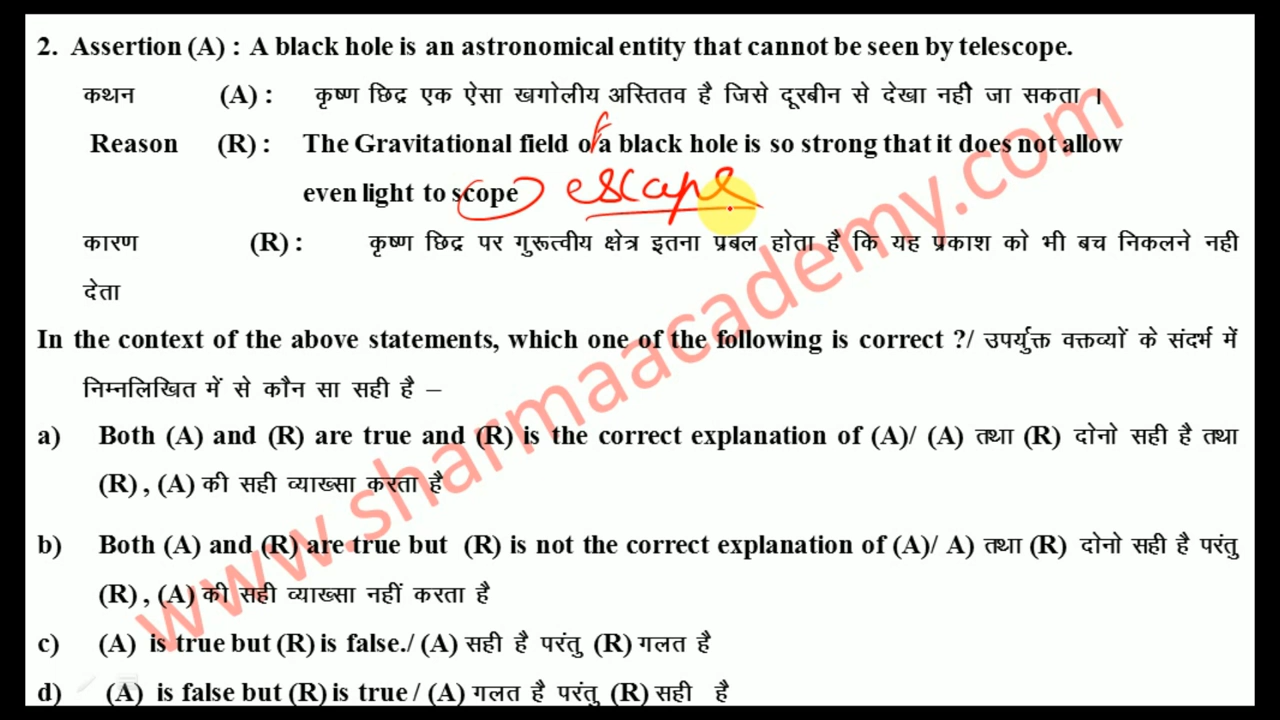 2. Assertion (A) : A black hole is an astronomical entity that cannot be seen by telescope.
कथन (A) : कृष्ण छिद्र एक ऐसा खगोलीय अस्तितव है जिसे दूरबीन से देखा नही जा सकता ।
Reason (R) : The Gravitational field of a black hole is so strong that it does not allow
even light to scope escape
कारण (R) : कृष्ण छिद्र पर गुरूत्वीय क्षेत्र इतना प्रबल होता है कि यह प्रकाश को भी बच निकलने नही
देता
In the context of the above statements, which one of the following is correct ?/ उपर्युक्त वक्तव्यों के संदर्भ में
निम्नलिखित में से कौन सा सही है –
a) Both (A) and (R) are true and (R) is the correct explanation of (A)/ (A) तथा (R) दोनो सही है तथा
(R) , (A) की सही व्याख्सा करता है
b) Both (A) and (R) are true but (R) is not the correct explanation of (A)/ A) तथा (R) दोनो सही है परंतु
(R) , (A) की सही व्याख्सा नहीं करता है
c) (A) is true but (R) is false./ (A) सही है परंतु (R) गलत है
d) (A) is false but (R) is true / (A) गलत है परंतु (R) सही है
www.sharmaacademy.com